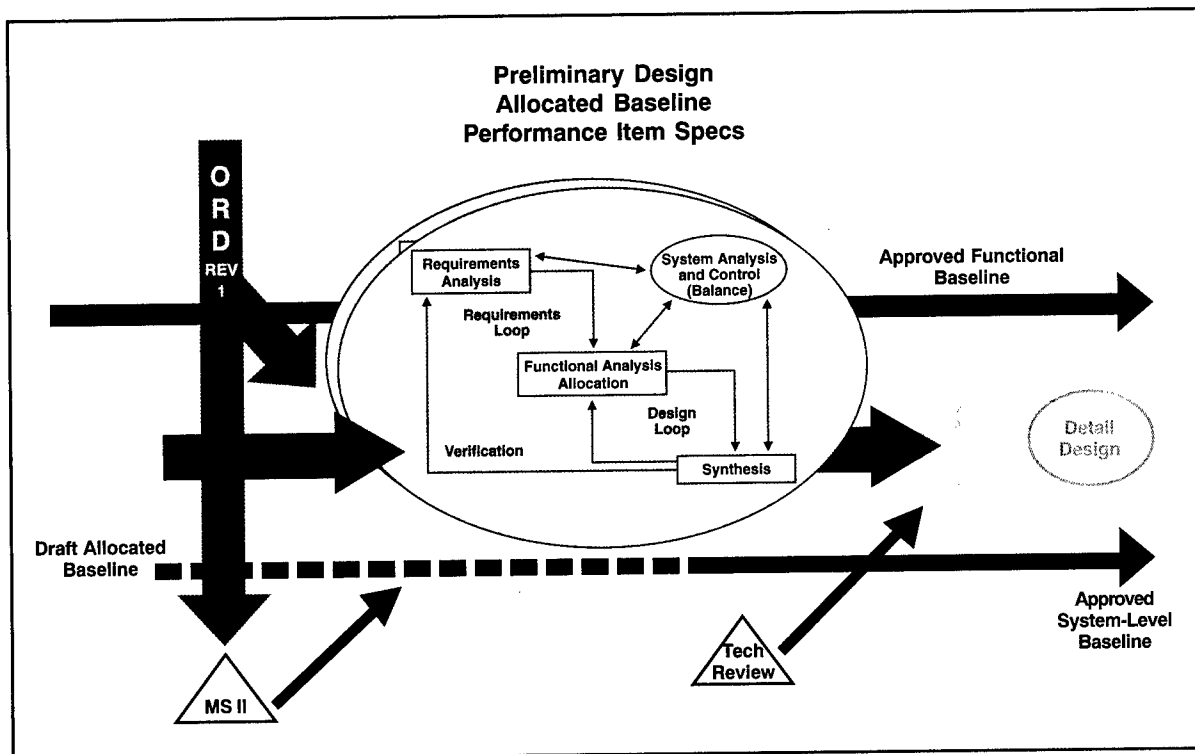 Preliminary Design
Allocated Baseline
Performance Item Specs
O
R
D
REV
1
Requirements
Analysis
System Analysis
and Control
(Balance)
Approved Functional
Baseline
Requirements
Loop
Functional Analysis
Allocation
Design
Loop
Verification
Synthesis
Detail
Design
Draft Allocated
Baseline
Approved
System-Level
Baseline
MS II
Tech
Review